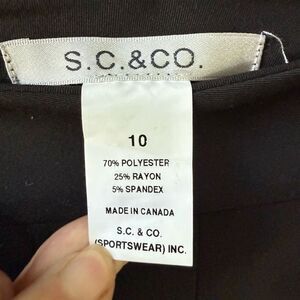 S.C.&CO.
10
70% POLYESTER
25% RAYON
5% SPANDEX
MADE IN CANADA
S.C. & CO.
(SPORTSWEAR) INC.